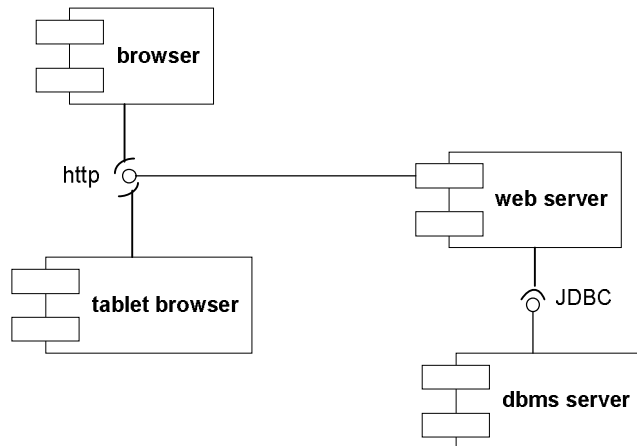 browser
http
web server
tablet browser
JDBC
dbms server